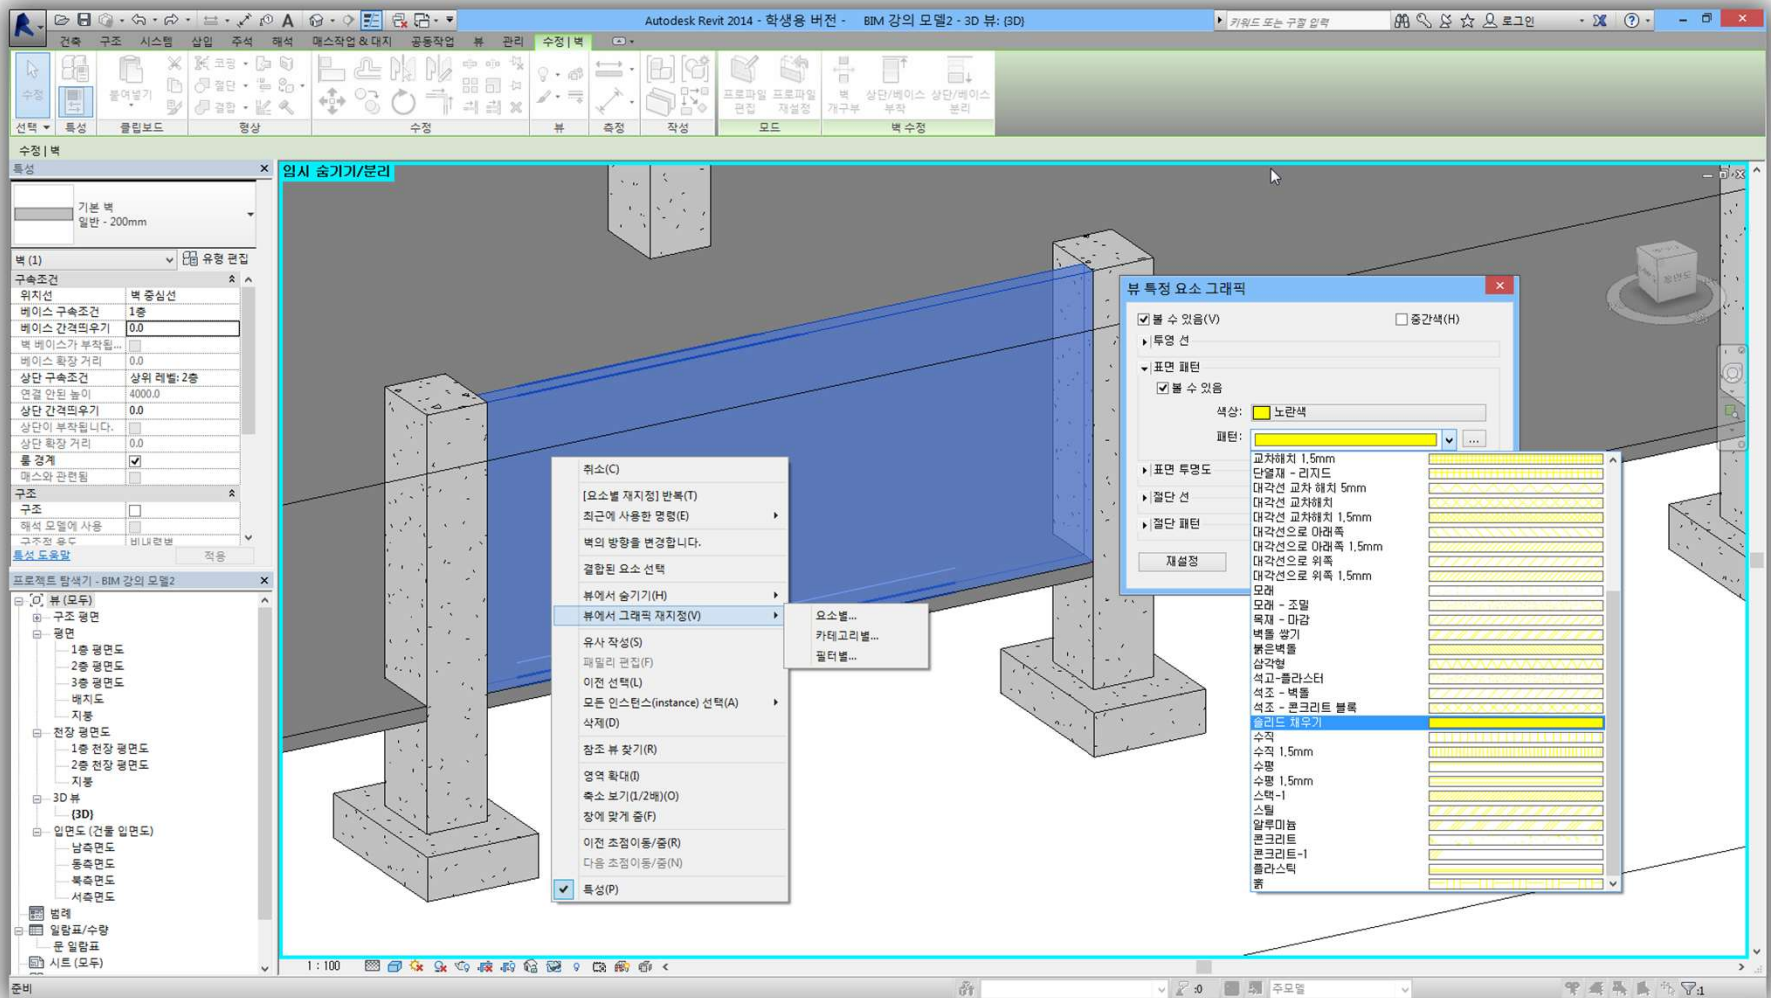 Autodesk Revit 2014 - 학생용 버전 - BIM 강의 모델2 - 3D 뷰: {3D}
키워드 또는 구절 입력
로그인
건축 구조 시스템 삽입 주석 해석 매스작업 & 대지 공동작업 뷰 관리 수정 | 벽
수정
붙여넣기
코핑
절단
결합
프로파일 편집
프로파일 재설정
벽 개구부
상단/베이스 부착
상단/베이스 분리
선택 특성 클립보드 형상 수정 뷰 측정 작성 모드 벽 수정
수정 | 벽
특성
기본 벽
일반 - 200mm
벽 (1)
유형 편집
구속조건
위치선 벽 중심선
베이스 구속조건 1층
베이스 간격띄우기 0.0
벽 베이스가 부착됩...
베이스 확장 거리 0.0
상단 구속조건 상위 레벨: 2층
연결 안된 높이 4000.0
상단 간격띄우기 0.0
상단이 부착됩니다.
상단 확장 거리 0.0
룸 경계
매스와 관련됨
구조
구조
해석 모델에 사용
구조적 용도 비내력벽
특성 도움말
적용
프로젝트 탐색기 - BIM 강의 모델2
뷰 (모두)
구조 평면
평면
1층 평면도
2층 평면도
3층 평면도
배치도
지붕
천장 평면도
1층 천장 평면도
2층 천장 평면도
지붕
3D 뷰
{3D}
입면도 (건물 입면도)
남측면도
동측면도
북측면도
서측면도
범례
일람표/수량
문 일람표
시트 (모두)
임시 숨기기/분리
취소(C)
[요소별 재지정] 반복(T)
최근에 사용한 명령(E)
벽의 방향을 변경합니다.
결합된 요소 선택
뷰에서 숨기기(H)
뷰에서 그래픽 재지정(V)
유사 작성(S)
패밀리 편집(F)
이전 선택(L)
모든 인스턴스(instance) 선택(A)
삭제(D)
참조 뷰 찾기(R)
영역 확대(I)
축소 보기(1/2배)(O)
창에 맞게 줌(F)
이전 초점이동/줌(R)
다음 초점이동/줌(N)
특성(P)
요소별...
카테고리별...
필터별...
뷰 특정 요소 그래픽
볼 수 있음(V)
중간색(H)
투영 선
표면 패턴
볼 수 있음
색상: 노란색
패턴:
...
표면 투명도
절단 선
절단 패턴
재설정
교차해치 1,5mm
단열재 - 리지드
대각선 교차 해치 5mm
대각선 교차해치
대각선 교차해치 1,5mm
대각선으로 아래쪽
대각선으로 아래쪽 1,5mm
대각선으로 위쪽
대각선으로 위쪽 1,5mm
모래
모래 - 조밀
목재 - 마감
벽돌 쌓기
붉은벽돌
삼각형
석고-플라스터
석조 - 벽돌
석조 - 콘크리트 블록
솔리드 채우기
수직
수직 1,5mm
수평
수평 1,5mm
스택-1
스틸
알루미늄
콘크리트
콘크리트-1
플라스틱
흙
1 : 100
준비
:0
주모델
:1